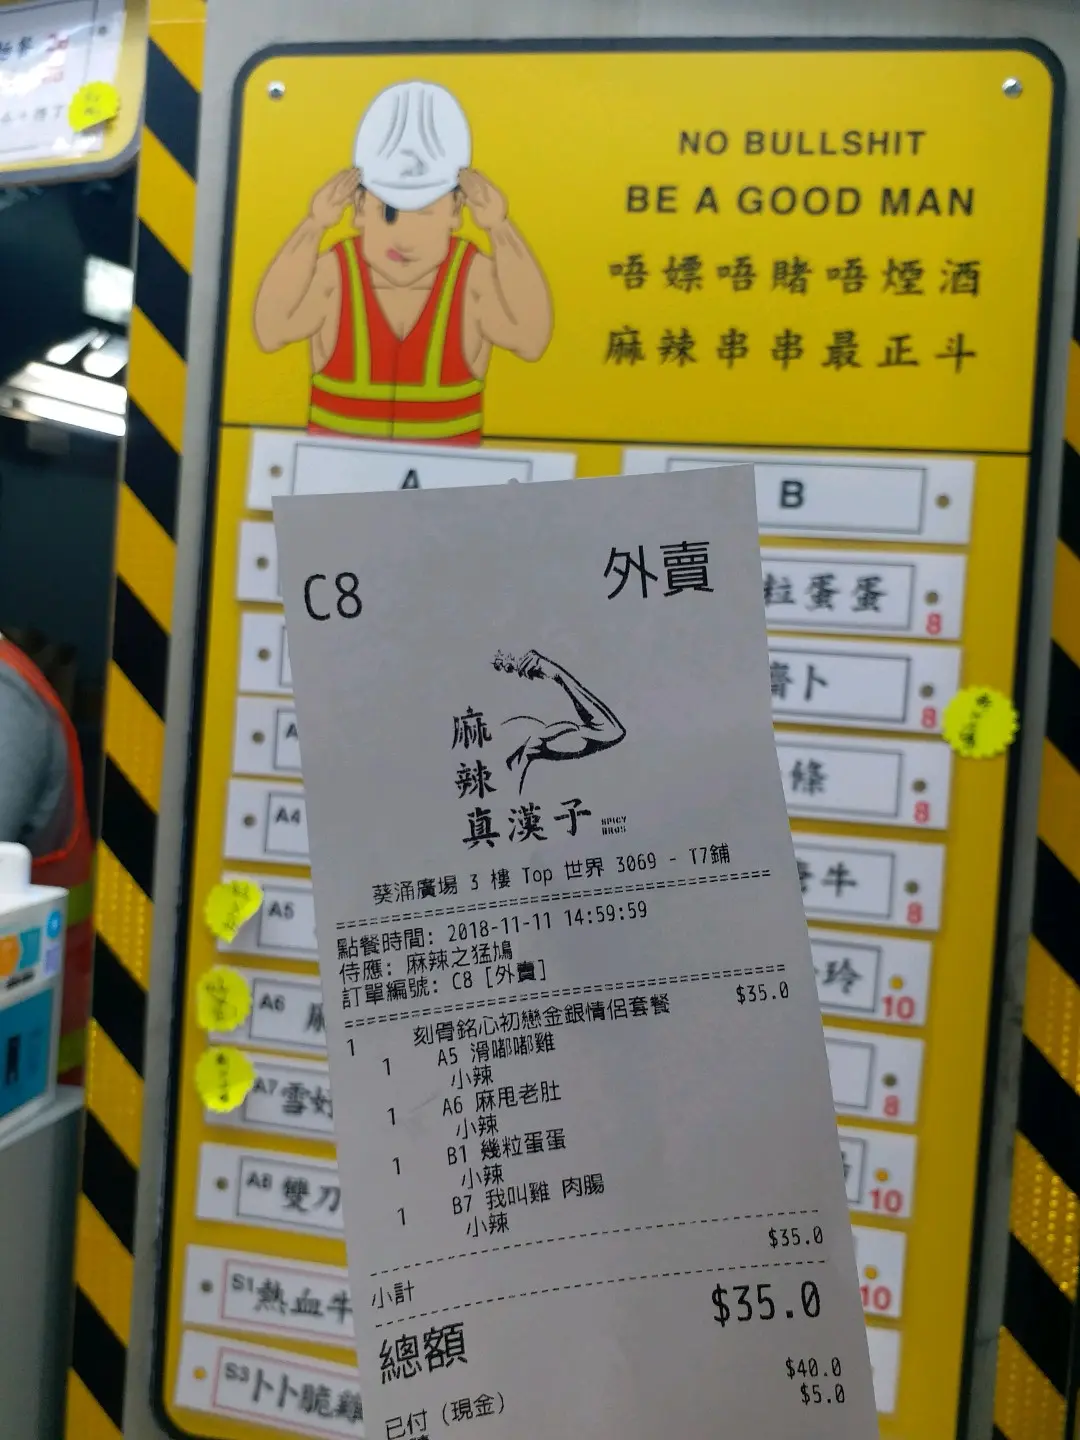 NO BULLSHIT
BE A GOOD MAN
唔嫖唔賭唔煙酒
麻辣串串最正斗
A
B
粒蛋蛋
8
卜
8
條
8
A4
牛
8
A5
玲
10
A6
8
A7 雪
10
A8 雙刀
S1 熱血牛
10
S3 卜卜脆雞
C8
外賣
麻辣
真漢子
SPICY
BROS
葵涌廣場 3 樓 Top 世界 3069 - T7鋪
點餐時間: 2018-11-11 14:59:59
侍應: 麻辣之猛鳩
訂單編號: C8 [外賣]
1 刻骨銘心初戀金銀情侶套餐 $35.0
1 A5 滑嘟嘟雞
小辣
1 A6 麻甩老肚
小辣
1 B1 幾粒蛋蛋
小辣
1 B7 我叫雞 肉腸
小辣
小計 $35.0
總額 $35.0
已付 (現金) $40.0
$5.0